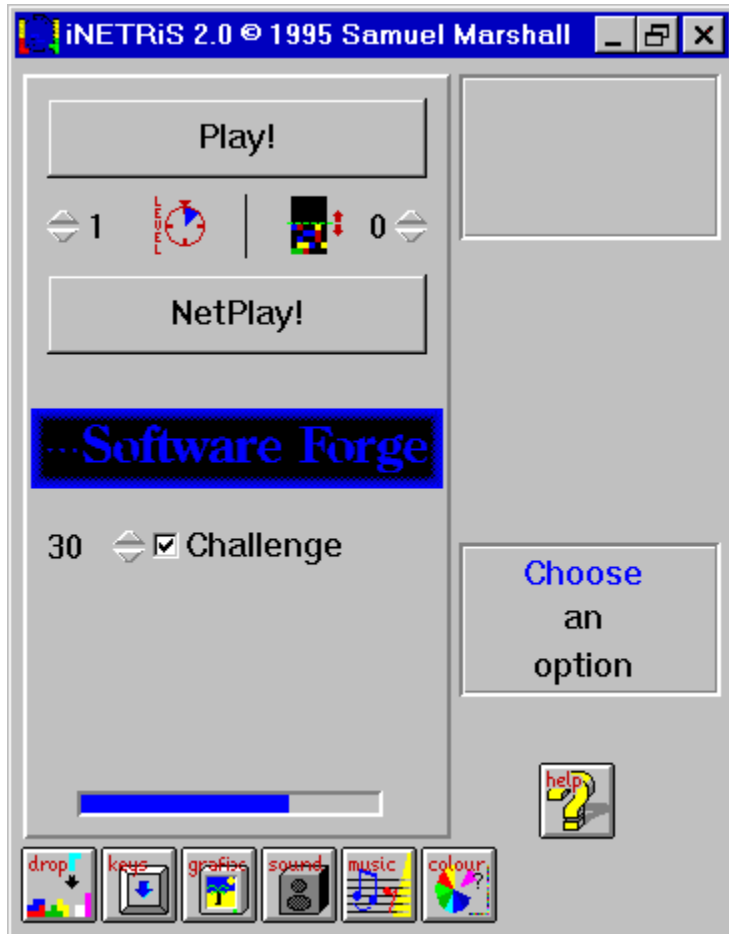 iNETRiS 2.0 © 1995 Samuel Marshall
Play!
1 LEVEL 0
NetPlay!
...Software Forge
30 Challenge
Choose
an
option
help
drop keys grafisc sound music colour
?